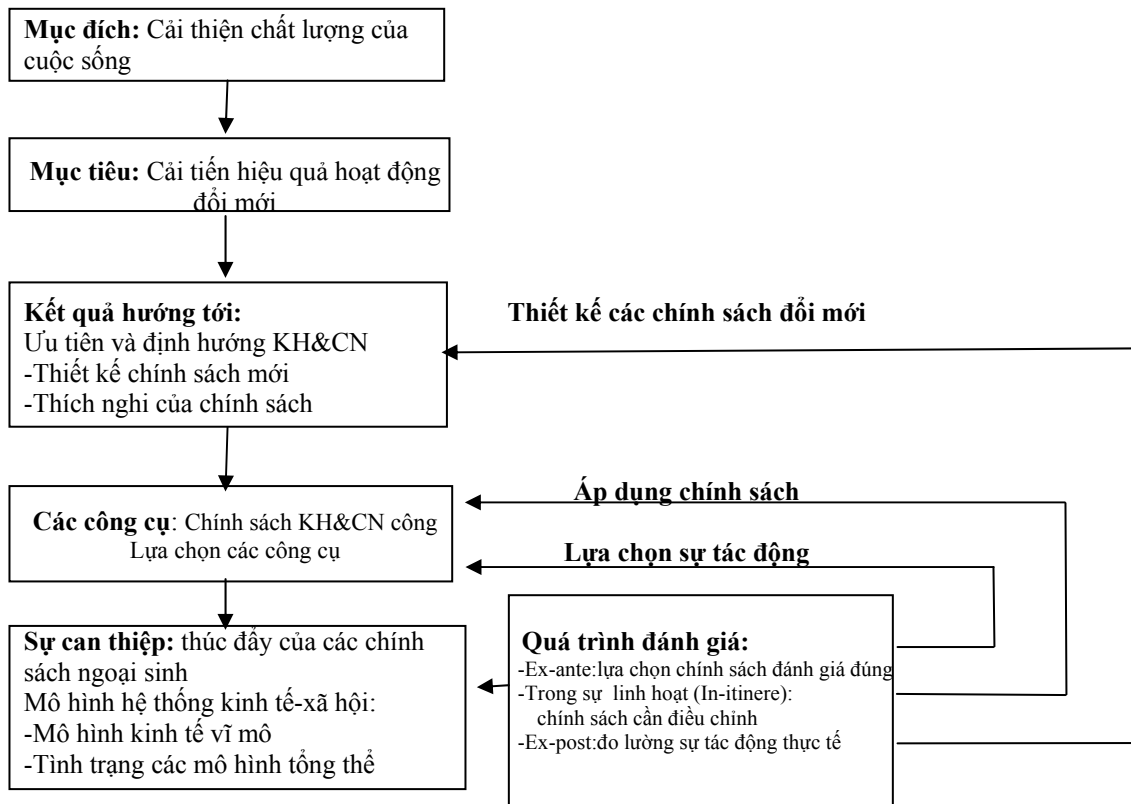 Mục đích: Cải thiện chất lượng của
cuộc sống
Mục tiêu: Cải tiến hiệu quả hoạt động
đổi mới
Kết quả hướng tới:
Ưu tiên và định hướng KH&CN
-Thiết kế chính sách mới
-Thích nghi của chính sách
Thiết kế các chính sách đổi mới
Các công cụ: Chính sách KH&CN công
Lựa chọn các công cụ
Áp dụng chính sách
Lựa chọn sự tác động
Sự can thiệp: thúc đẩy của các chính
sách ngoại sinh
Mô hình hệ thống kinh tế-xã hội:
-Mô hình kinh tế vĩ mô
-Tình trạng các mô hình tổng thể
Quá trình đánh giá:
-Ex-ante:lựa chọn chính sách đánh giá đúng
-Trong sự linh hoạt (In-itinere):
chính sách cần điều chỉnh
-Ex-post:đo lường sự tác động thực tế